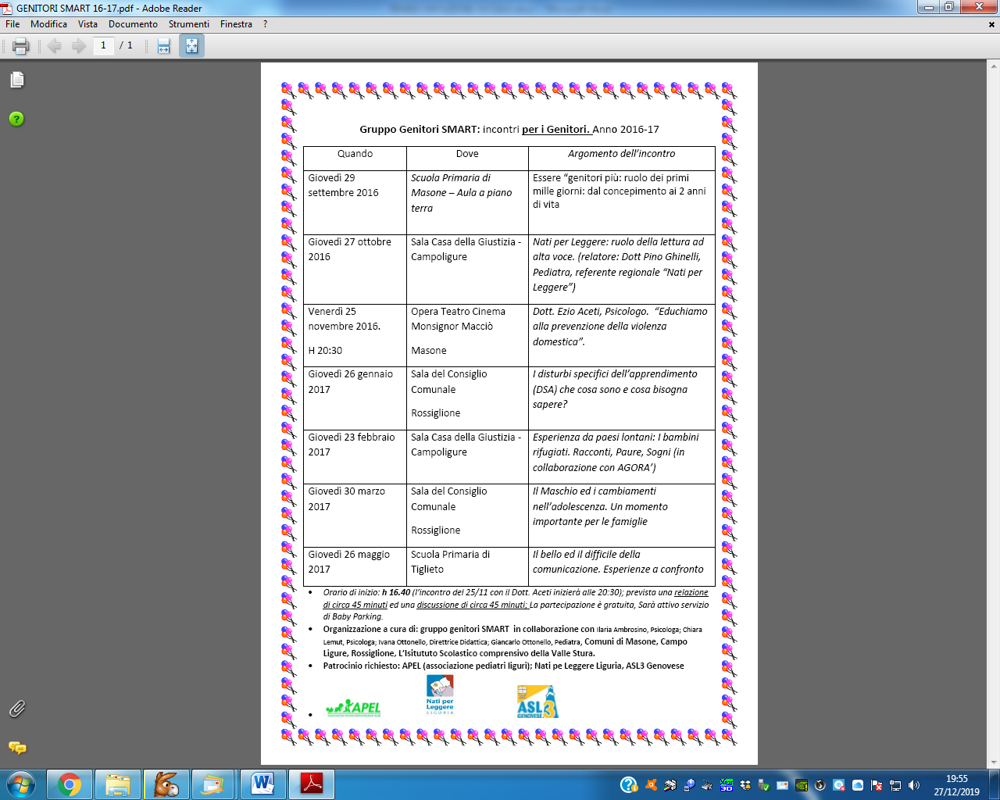 GENITORI SMART 16-17.pdf - Adobe Reader
File Modifica Vista Documento Strumenti Finestra ?
1 / 1
Gruppo Genitori SMART: incontri per i Genitori. Anno 2016-17
Quando Dove Argomento dell'incontro
Giovedì 29
settembre 2016
Scuola Primaria di
Masone – Aula a piano
terra
Essere "genitori più: ruolo dei primi
mille giorni: dal concepimento ai 2 anni
di vita
Giovedì 27 ottobre
2016
Sala Casa della Giustizia -
Campoligure
Nati per Leggere: ruolo della lettura ad
alta voce. (relatore: Dott Pino Ghinelli,
Pediatra, referente regionale "Nati per
Leggere")
Venerdì 25
novembre 2016.
H 20:30
Opera Teatro Cinema
Monsignor Macciò
Masone
Dott. Ezio Aceti, Psicologo. "Educhiamo
alla prevenzione della violenza
domestica".
Giovedì 26 gennaio
2017
Sala del Consiglio
Comunale
Rossiglione
I disturbi specifici dell'apprendimento
(DSA) che cosa sono e cosa bisogna
sapere?
Giovedì 23 febbraio
2017
Sala Casa della Giustizia -
Campoligure
Esperienza da paesi lontani: I bambini
rifugiati. Racconti, Paure, Sogni (in
collaborazione con AGORA')
Giovedì 30 marzo
2017
Sala del Consiglio
Comunale
Rossiglione
Il Maschio ed i cambiamenti
nell'adolescenza. Un momento
importante per le famiglie
Giovedì 26 maggio
2017
Scuola Primaria di
Tiglieto
Il bello ed il difficile della
comunicazione. Esperienze a confronto
• Orario di inizio: h 16.40 (l'incontro del 25/11 con il Dott. Aceti inizierà alle 20:30); prevista una relazione
di circa 45 minuti ed una discussione di circa 45 minuti; La partecipazione è gratuita, Sarà attivo servizio
di Baby Parking.
• Organizzazione a cura di: gruppo genitori SMART in collaborazione con Ilaria Ambrosino, Psicologa; Chiara
Lemut, Psicologa; Ivana Ottonello, Direttrice Didattica; Giancarlo Ottonello, Pediatra, Comuni di Masone, Campo
Ligure, Rossiglione, L'Isitututo Scolastico comprensivo della Valle Stura.
• Patrocinio richiesto: APEL (associazione pediatri liguri); Nati pe Leggere Liguria, ASL3 Genovese
•
APEL
Nati per
Leggere
LIGURIA
ASL3
GENOVESE
19:55
27/12/2019